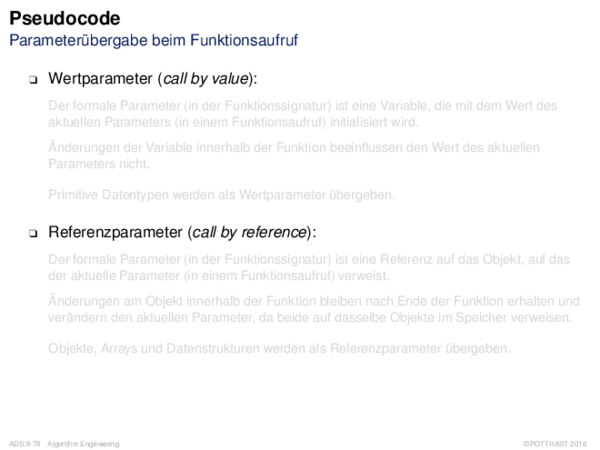 Pseudocode
Parameterübergabe beim Funktionsaufruf
❑ Wertparameter (call by value):
Der formale Parameter (in der Funktionssignatur) ist eine Variable, die mit dem Wert des
aktuellen Parameters (in einem Funktionsaufruf) initialisiert wird.
Änderungen der Variable innerhalb der Funktion beeinflussen den Wert des aktuellen
Parameters nicht.
Primitive Datentypen werden als Wertparameter übergeben.
❑ Referenzparameter (call by reference):
Der formale Parameter (in der Funktionssignatur) ist eine Referenz auf das Objekt, auf das
der aktuelle Parameter (in einem Funktionsaufruf) verweist.
Änderungen am Objekt innerhalb der Funktion bleiben nach Ende der Funktion erhalten und
verändern den aktuellen Parameter, da beide auf dasselbe Objekte im Speicher verweisen.
Objekte, Arrays und Datenstrukturen werden als Referenzparameter übergeben.
ADS:II-78 Algorithm Engineering © POTTHAST 2018